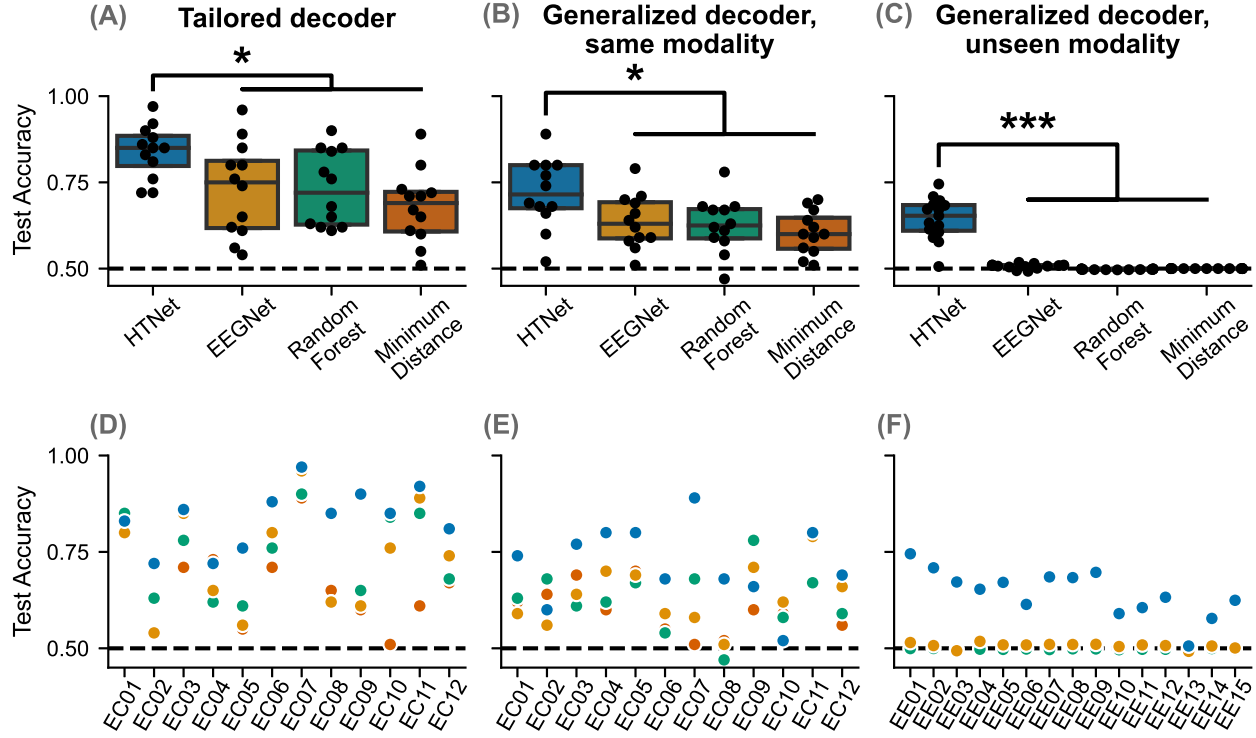 (A) Tailored decoder
(B) Generalized decoder,
same modality
(C) Generalized decoder,
unseen modality
*
*
***
Test Accuracy
1.00
0.75
0.50
HTNet
EEGNet
Random
Forest
Minimum
Distance
HTNet
EEGNet
Random
Forest
Minimum
Distance
HTNet
EEGNet
Random
Forest
Minimum
Distance
(D)
(E)
(F)
Test Accuracy
1.00
0.75
0.50
EC01
EC02
EC03
EC04
EC05
EC06
EC07
EC08
EC09
EC10
EC11
EC12
EC01
EC02
EC03
EC04
EC05
EC06
EC07
EC08
EC09
EC10
EC11
EC12
EE01
EE02
EE03
EE04
EE05
EE06
EE07
EE08
EE09
EE10
EE11
EE12
EE13
EE14
EE15